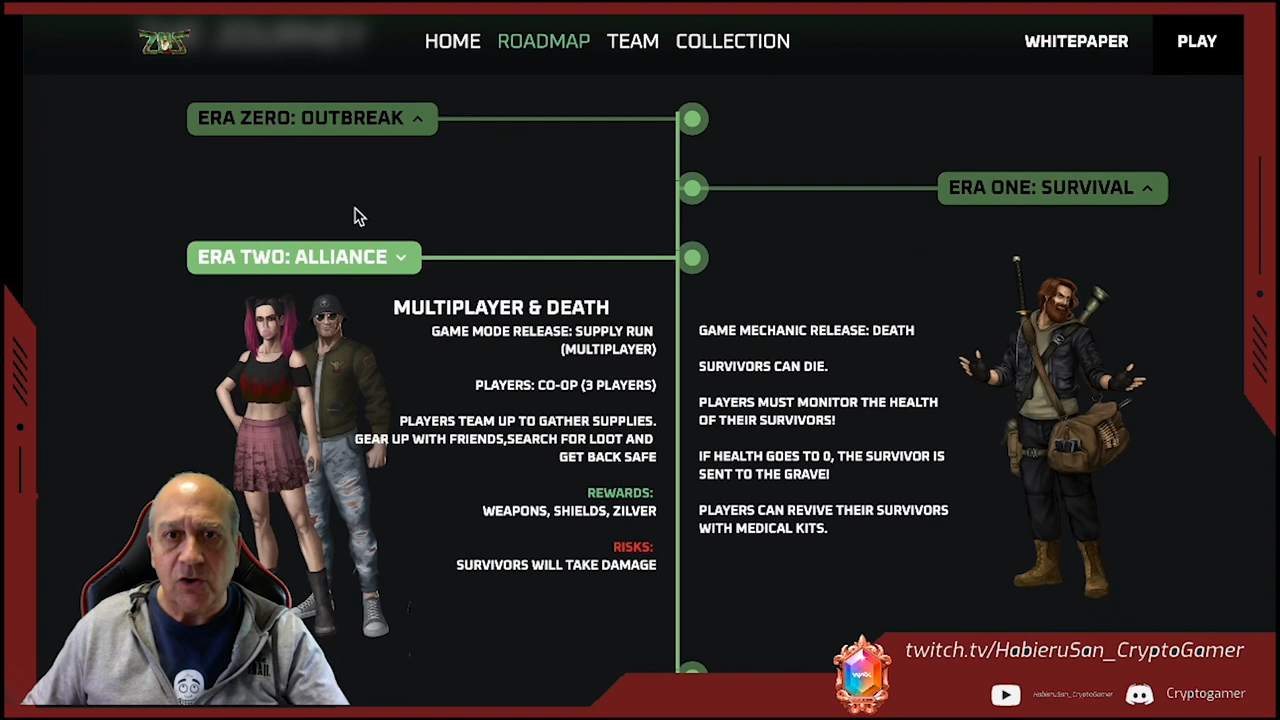 ZOS
HOME ROADMAP TEAM COLLECTION WHITEPAPER PLAY
ERA ZERO: OUTBREAK
ERA ONE: SURVIVAL
ERA TWO: ALLIANCE
MULTIPLAYER & DEATH
GAME MODE RELEASE: SUPPLY RUN
(MULTIPLAYER)
PLAYERS: CO-OP (3 PLAYERS)
PLAYERS TEAM UP TO GATHER SUPPLIES.
GEAR UP WITH FRIENDS,SEARCH FOR LOOT AND
GET BACK SAFE
REWARDS:
WEAPONS, SHIELDS, ZILVER
RISKS:
SURVIVORS WILL TAKE DAMAGE
GAME MECHANIC RELEASE: DEATH
SURVIVORS CAN DIE.
PLAYERS MUST MONITOR THE HEALTH
OF THEIR SURVIVORS!
IF HEALTH GOES TO 0, THE SURVIVOR IS
SENT TO THE GRAVE!
PLAYERS CAN REVIVE THEIR SURVIVORS
WITH MEDICAL KITS.
twitch.tv/HabieruSan_CryptoGamer
WAX
HabieruSan_CryptoGamer
Cryptogamer